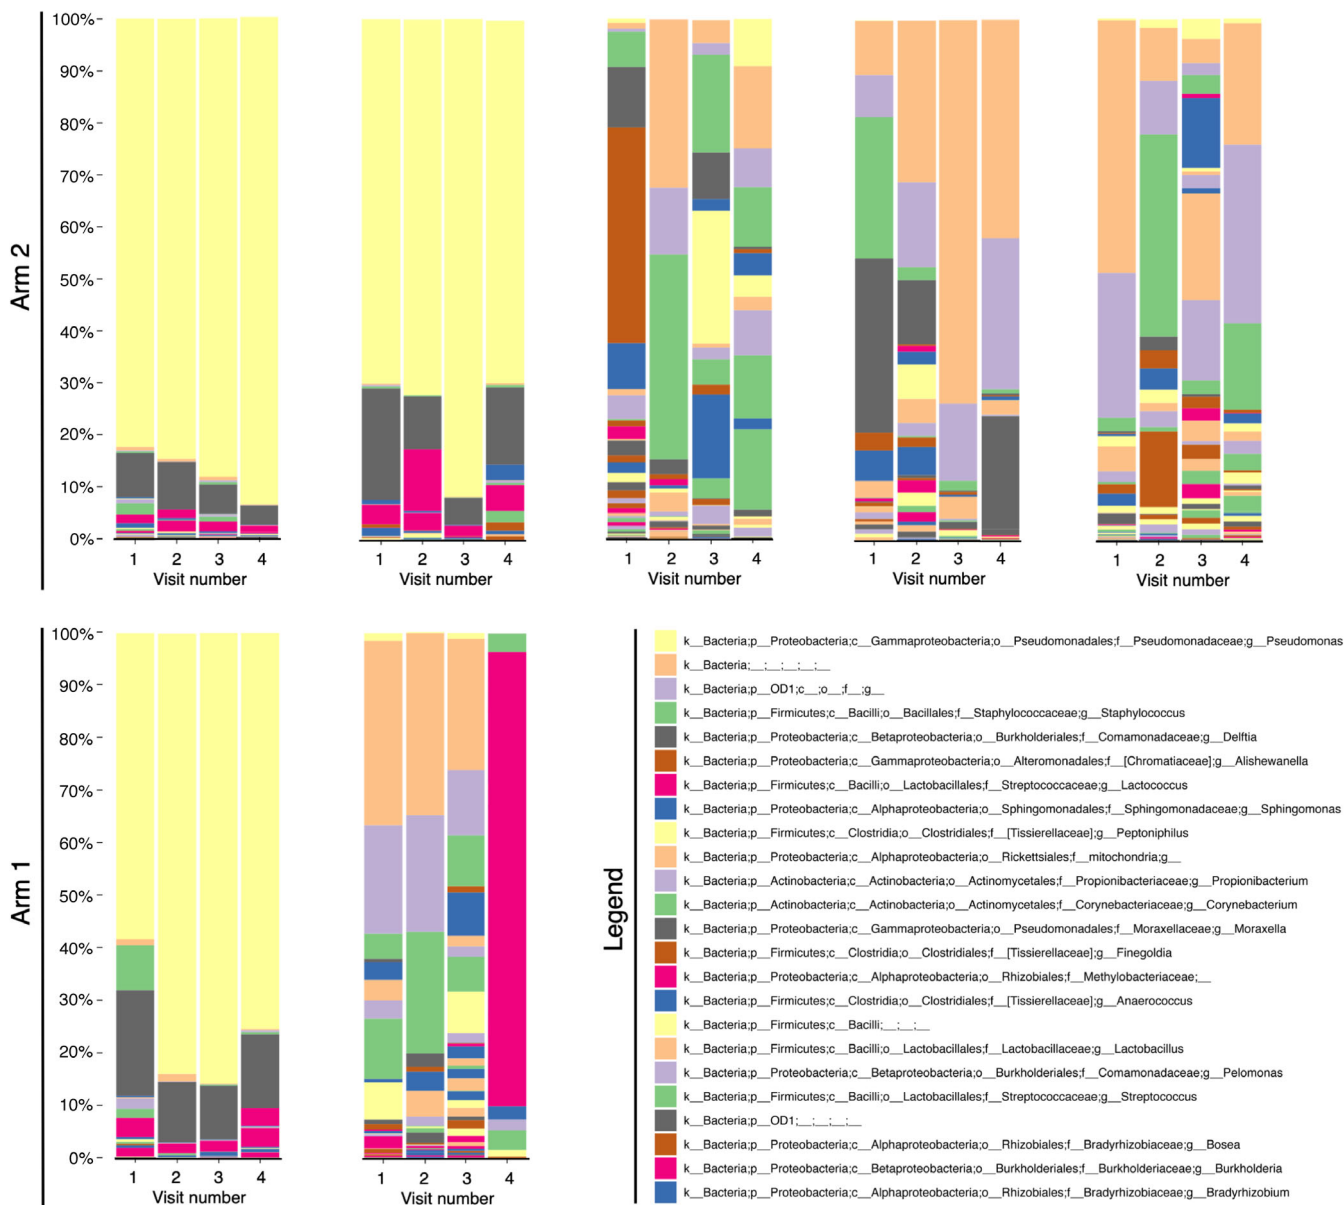 Arm 2
100%
90%
80%
70%
60%
50%
40%
30%
20%
10%
0%
1 2 3 4
Visit number
1 2 3 4
Visit number
1 2 3 4
Visit number
1 2 3 4
Visit number
1 2 3 4
Visit number
Arm 1
100%
90%
80%
70%
60%
50%
40%
30%
20%
10%
0%
1 2 3 4
Visit number
1 2 3 4
Visit number
Legend
k__Bacteria;p__Proteobacteria;c__Gammaproteobacteria;o__Pseudomonadales;f__Pseudomonadaceae;g__Pseudomonas
k__Bacteria;__;__;__;__;__
k__Bacteria;p__OD1;c__;o__;f__;g__
k__Bacteria;p__Firmicutes;c__Bacilli;o__Bacillales;f__Staphylococcaceae;g__Staphylococcus
k__Bacteria;p__Proteobacteria;c__Betaproteobacteria;o__Burkholderiales;f__Comamonadaceae;g__Delftia
k__Bacteria;p__Proteobacteria;c__Gammaproteobacteria;o__Alteromonadales;f__[Chromatiaceae];g__Alishewanella
k__Bacteria;p__Firmicutes;c__Bacilli;o__Lactobacillales;f__Streptococcaceae;g__Lactococcus
k__Bacteria;p__Proteobacteria;c__Alphaproteobacteria;o__Sphingomonadales;f__Sphingomonadaceae;g__Sphingomonas
k__Bacteria;p__Firmicutes;c__Clostridia;o__Clostridiales;f__[Tissierellaceae];g__Peptoniphilus
k__Bacteria;p__Proteobacteria;c__Alphaproteobacteria;o__Rickettsiales;f__mitochondria;g__
k__Bacteria;p__Actinobacteria;c__Actinobacteria;o__Actinomycetales;f__Propionibacteriaceae;g__Propionibacterium
k__Bacteria;p__Actinobacteria;c__Actinobacteria;o__Actinomycetales;f__Corynebacteriaceae;g__Corynebacterium
k__Bacteria;p__Proteobacteria;c__Gammaproteobacteria;o__Pseudomonadales;f__Moraxellaceae;g__Moraxella
k__Bacteria;p__Firmicutes;c__Clostridia;o__Clostridiales;f__[Tissierellaceae];g__Finegoldia
k__Bacteria;p__Proteobacteria;c__Alphaproteobacteria;o__Rhizobiales;f__Methylobacteriaceae;__
k__Bacteria;p__Firmicutes;c__Clostridia;o__Clostridiales;f__[Tissierellaceae];g__Anaerococcus
k__Bacteria;p__Firmicutes;c__Bacilli;__;__;__
k__Bacteria;p__Firmicutes;c__Bacilli;o__Lactobacillales;f__Lactobacillaceae;g__Lactobacillus
k__Bacteria;p__Proteobacteria;c__Betaproteobacteria;o__Burkholderiales;f__Comamonadaceae;g__Pelomonas
k__Bacteria;p__Firmicutes;c__Bacilli;o__Lactobacillales;f__Streptococcaceae;g__Streptococcus
k__Bacteria;p__OD1;__;__;__;__
k__Bacteria;p__Proteobacteria;c__Alphaproteobacteria;o__Rhizobiales;f__Bradyrhizobiaceae;g__Bosea
k__Bacteria;p__Proteobacteria;c__Betaproteobacteria;o__Burkholderiales;f__Burkholderiaceae;g__Burkholderia
k__Bacteria;p__Proteobacteria;c__Alphaproteobacteria;o__Rhizobiales;f__Bradyrhizobiaceae;g__Bradyrhizobium